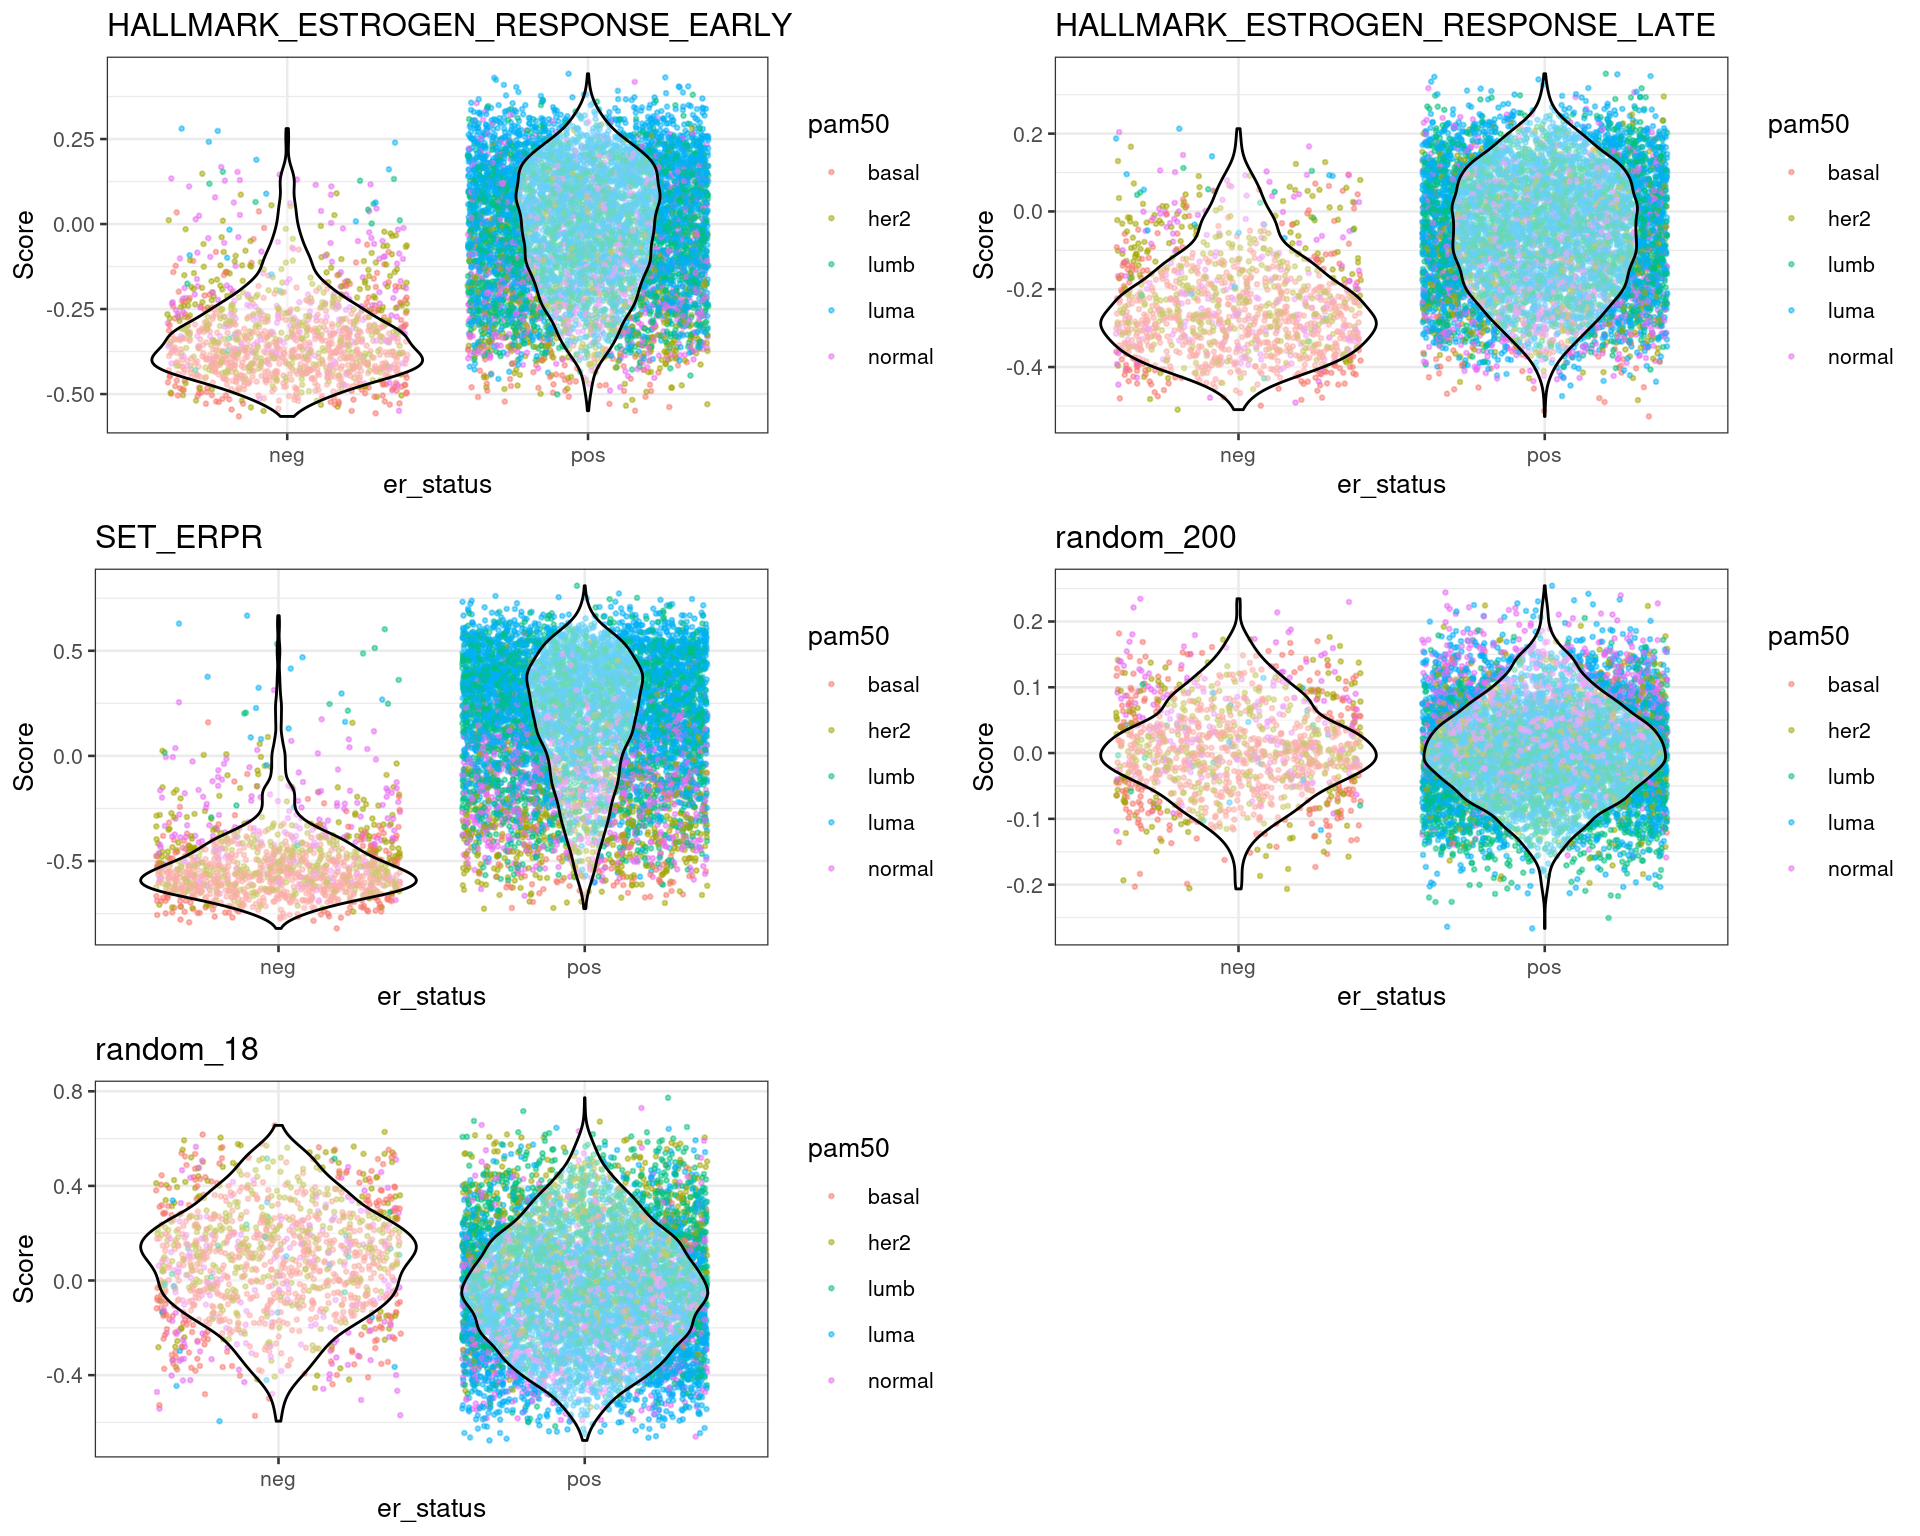 HALLMARK_ESTROGEN_RESPONSE_EARLY
Score
0.25
0.00
-0.25
-0.50
neg
pos
er_status
pam50
basal
her2
lumb
luma
normal
HALLMARK_ESTROGEN_RESPONSE_LATE
Score
0.2
0.0
-0.2
-0.4
neg
pos
er_status
pam50
basal
her2
lumb
luma
normal
SET_ERPR
Score
0.5
0.0
-0.5
neg
pos
er_status
pam50
basal
her2
lumb
luma
normal
random_200
Score
0.2
0.1
0.0
-0.1
-0.2
neg
pos
er_status
pam50
basal
her2
lumb
luma
normal
random_18
Score
0.8
0.4
0.0
-0.4
neg
pos
er_status
pam50
basal
her2
lumb
luma
normal